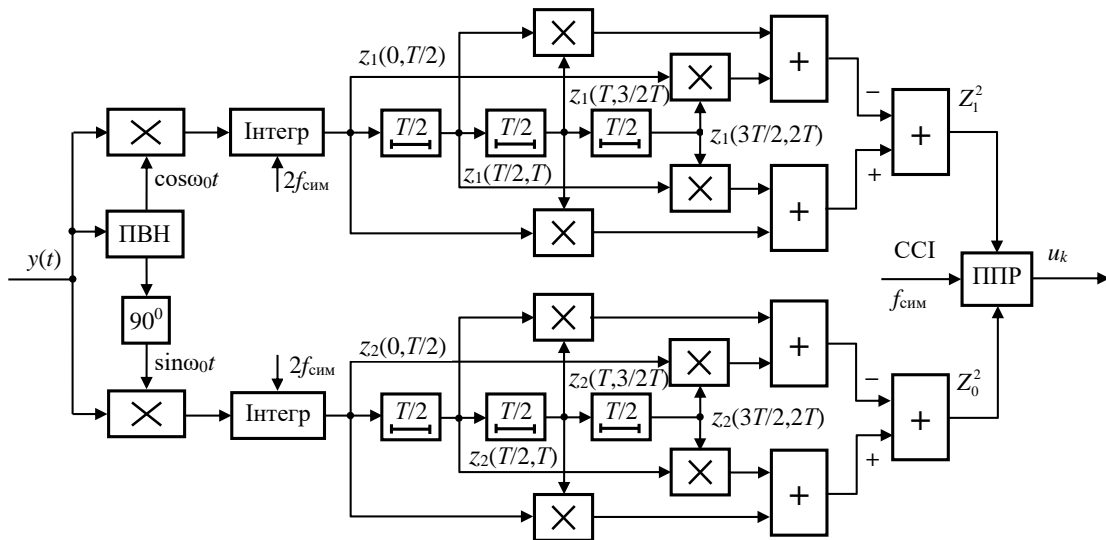 z₁(0,T/2)
+
z₁(T,3/2T)
−
Z₁²
Інтегр
T/2
T/2
T/2
+
z₁(3T/2,2T)
cosω₀t
2fсим
z₁(T/2,T)
+
+
ПВН
y(t)
ССІ
uₖ
ППР
fсим
90⁰
+
sinω₀t
2fсим
z₂(0,T/2)
z₂(T,3/2T)
−
Z₀²
Інтегр
T/2
T/2
T/2
+
z₂(3T/2,2T)
z₂(T/2,T)
+
+